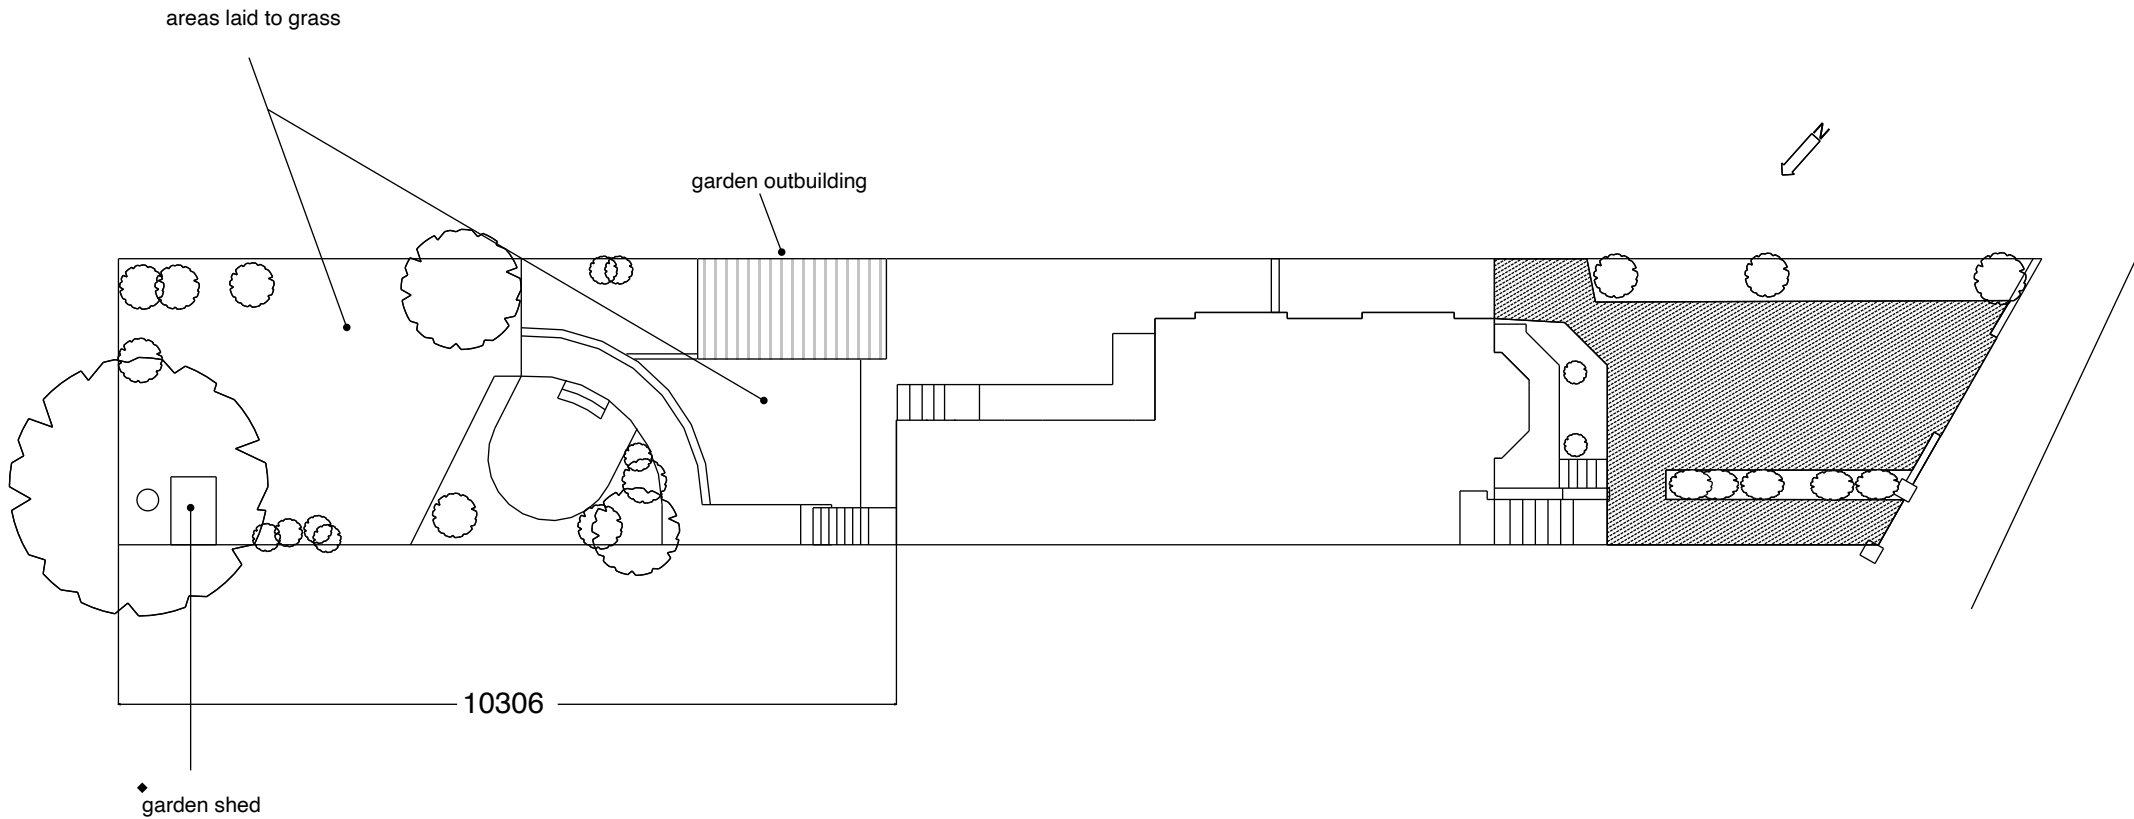 areas laid to grass
garden outbuilding
10306
garden shed